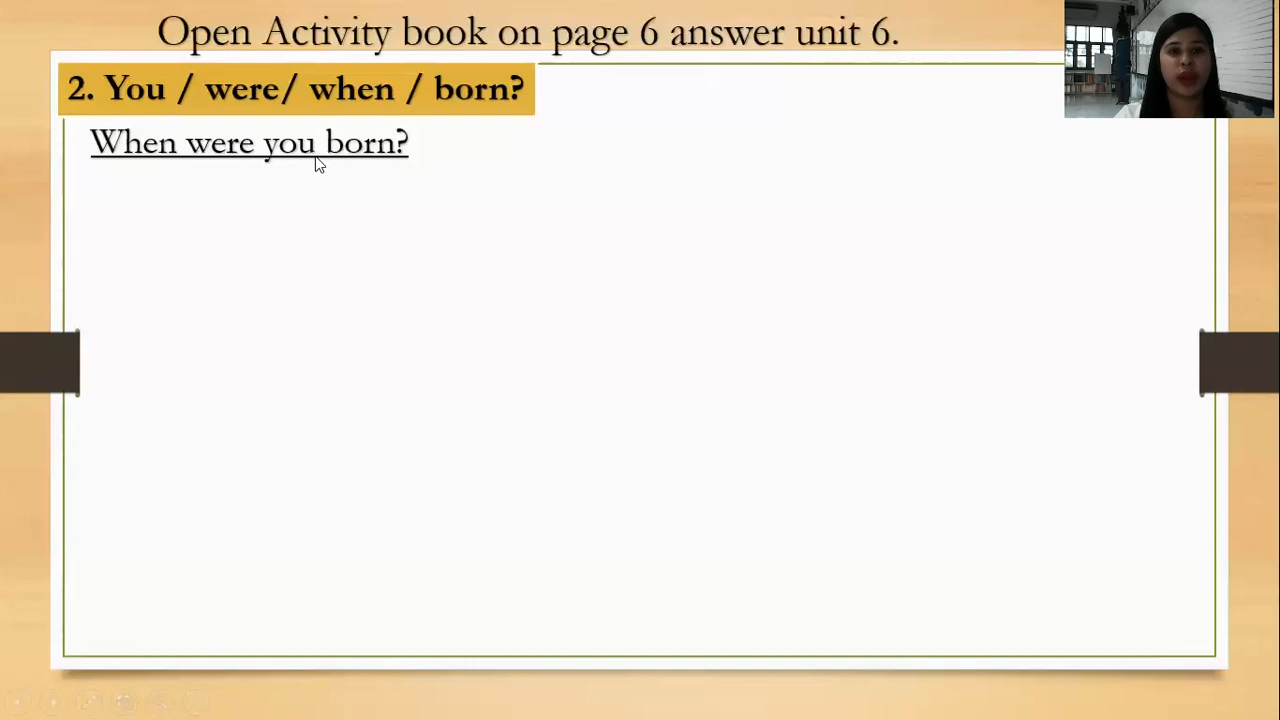 Open Activity book on page 6 answer unit 6.
2. You / were/ when / born?
When were you born?